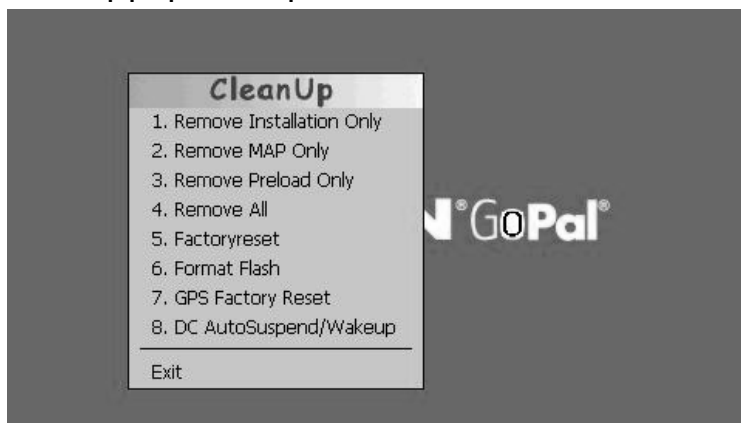 CleanUp
1. Remove Installation Only
2. Remove MAP Only
3. Remove Preload Only
4. Remove All
5. Factoryreset
6. Format Flash
7. GPS Factory Reset
8. DC AutoSuspend/Wakeup
Exit
N® GoPal®